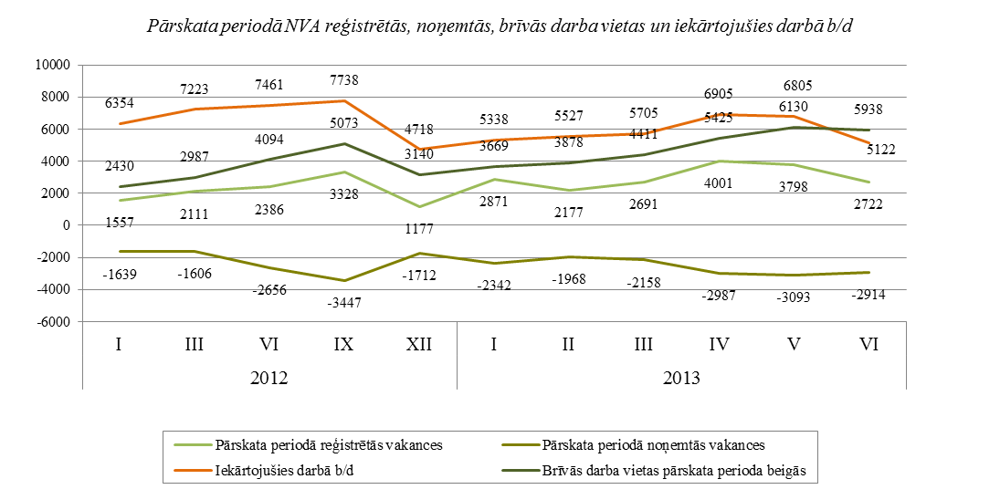 Pārskata periodā NVA reģistrētās, noņemtās, brīvās darba vietas un iekārtojušies darbā b/d
10000
8000
6000
4000
2000
0
-2000
-4000
-6000
6354 7223 7461 7738 4718 5338 5527 5705 6905 6805 5122
2430 2987 4094 5073 3140 3669 3878 4411 5425 6130 5938
1557 2111 2386 3328 1177 2871 2177 2691 4001 3798 2722
-1639 -1606 -2656 -3447 -1712 -2342 -1968 -2158 -2987 -3093 -2914
I III VI IX XII I II III IV V VI
2012 2013
Pārskata periodā reģistrētās vakances Pārskata periodā noņemtās vakances
Iekārtojušies darbā b/d Brīvās darba vietas pārskata perioda beigās